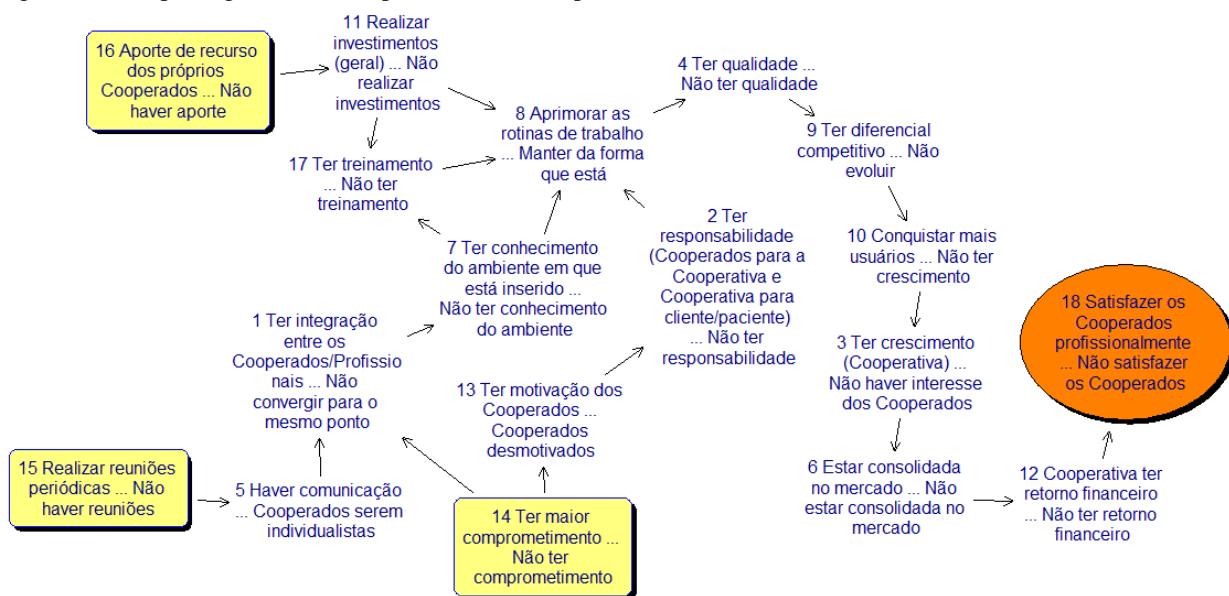 16 Aporte de recurso
dos próprios
Cooperados ... Não
haver aporte
11 Realizar
investimentos
(geral) ... Não
realizar
investimentos
4 Ter qualidade ...
Não ter qualidade
8 Aprimorar as
rotinas de trabalho
... Manter da forma
que está
9 Ter diferencial
competitivo ... Não
evoluir
17 Ter treinamento
... Não ter
treinamento
2 Ter
responsabilidade
(Cooperados para a
Cooperativa e
Cooperativa para
cliente/paciente)
... Não ter
responsabilidade
7 Ter conhecimento
do ambiente em que
está inserido ...
Não ter conhecimento
do ambiente
10 Conquistar mais
usuários ... Não ter
crescimento
18 Satisfazer os
Cooperados
profissionalmente
... Não satisfazer
os Cooperados
1 Ter integração
entre os
Cooperados/Profissio
nais ... Não
convergir para o
mesmo ponto
3 Ter crescimento
(Cooperativa) ...
Não haver interesse
dos Cooperados
13 Ter motivação dos
Cooperados ...
Cooperados
desmotivados
15 Realizar reuniões
periódicas ... Não
haver reuniões
5 Haver comunicação
... Cooperados serem
individualistas
14 Ter maior
comprometimento ...
Não ter
comprometimento
6 Estar consolidada
no mercado ... Não
estar consolidada no
mercado
12 Cooperativa ter
retorno financeiro
... Não ter retorno
financeiro